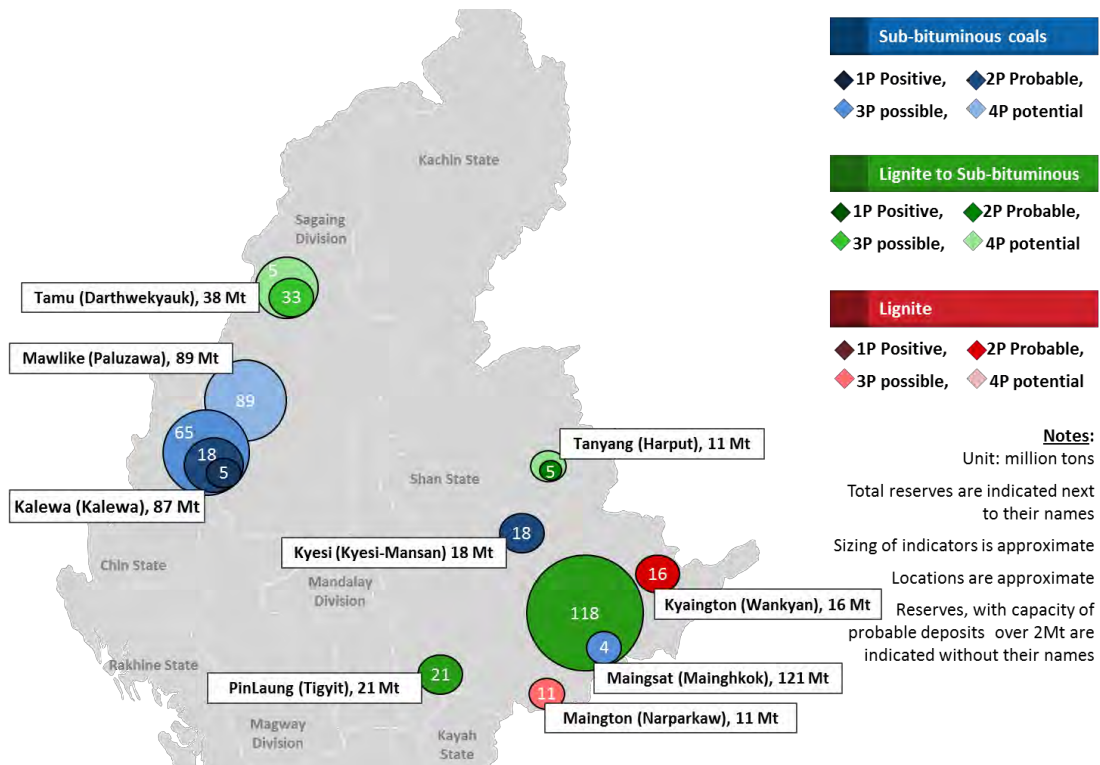 Sub-bituminous coals
1P Positive,
2P Probable,
3P possible,
4P potential
Lignite to Sub-bituminous
1P Positive,
2P Probable,
3P possible,
4P potential
Lignite
1P Positive,
2P Probable,
3P possible,
4P potential
Notes:
Unit: million tons
Total reserves are indicated next
to their names
Sizing of indicators is approximate
Locations are approximate
Reserves, with capacity of
probable deposits over 2Mt are
indicated without their names
Kachin State
Sagaing
Division
5
33
Tamu (Darthwekyauk), 38 Mt
Mawlike (Paluzawa), 89 Mt
89
65
18
5
Kalewa (Kalewa), 87 Mt
Tanyang (Harput), 11 Mt
5
Shan State
18
Kyesi (Kyesi-Mansan) 18 Mt
Chin State
Mandalay
Division
16
Kyaington (Wankyan), 16 Mt
118
4
Maingsat (Mainghkok), 121 Mt
Rakhine State
21
PinLaung (Tigyit), 21 Mt
11
Maington (Narparkaw), 11 Mt
Magway
Division
Kayah
State